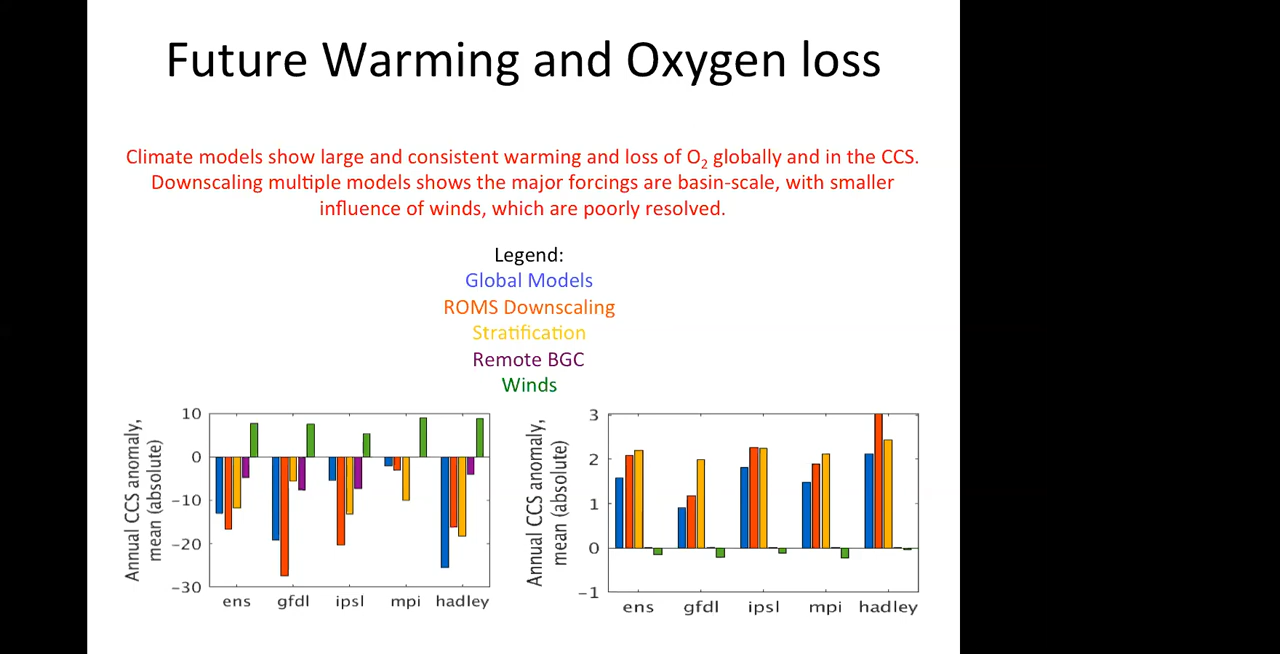 Future Warming and Oxygen loss
Climate models show large and consistent warming and loss of O2 globally and in the CCS.
Downscaling multiple models shows the major forcings are basin-scale, with smaller
influence of winds, which are poorly resolved.
Legend:
Global Models
ROMS Downscaling
Stratification
Remote BGC
Winds
Annual CCS anomaly,
mean (absolute)
10
0
−10
−20
−30
ens gfdl ipsl mpi hadley
Annual CCS anomaly,
mean (absolute)
3
2
1
0
−1
ens gfdl ipsl mpi hadley